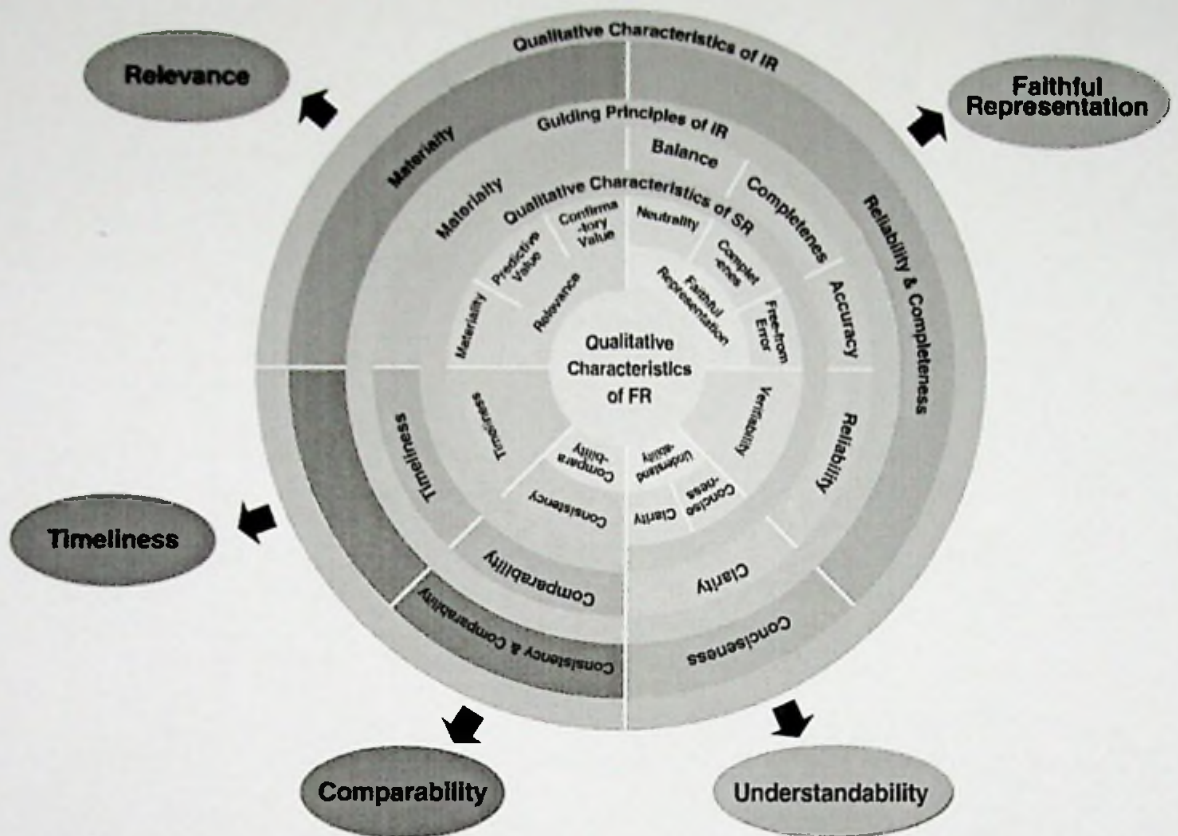 Qualitative Characteristics of IR
Relevance
Faithful
Representation
Materiality
Guiding Principles of IR
Balance
Materiality
Completenes
Reliability & Completeness
Qualitative Characteristics of SR
Confirma
-tory
Value
Neutrality
Predictive
Value
Complet
-enes
Accuracy
Materiality
Relevance
Faithful
Representation
Free-from
Error
Qualitative
Characteristics
of FR
Timeliness
Timeliness
Verifiability
Reliability
Compara
-bility
Understand
-ability
Consistency
Clarity
Concise
-ness
Comparability
Clarity
Consistency & Comparability
Conciseness
Timeliness
Comparability
Understandability